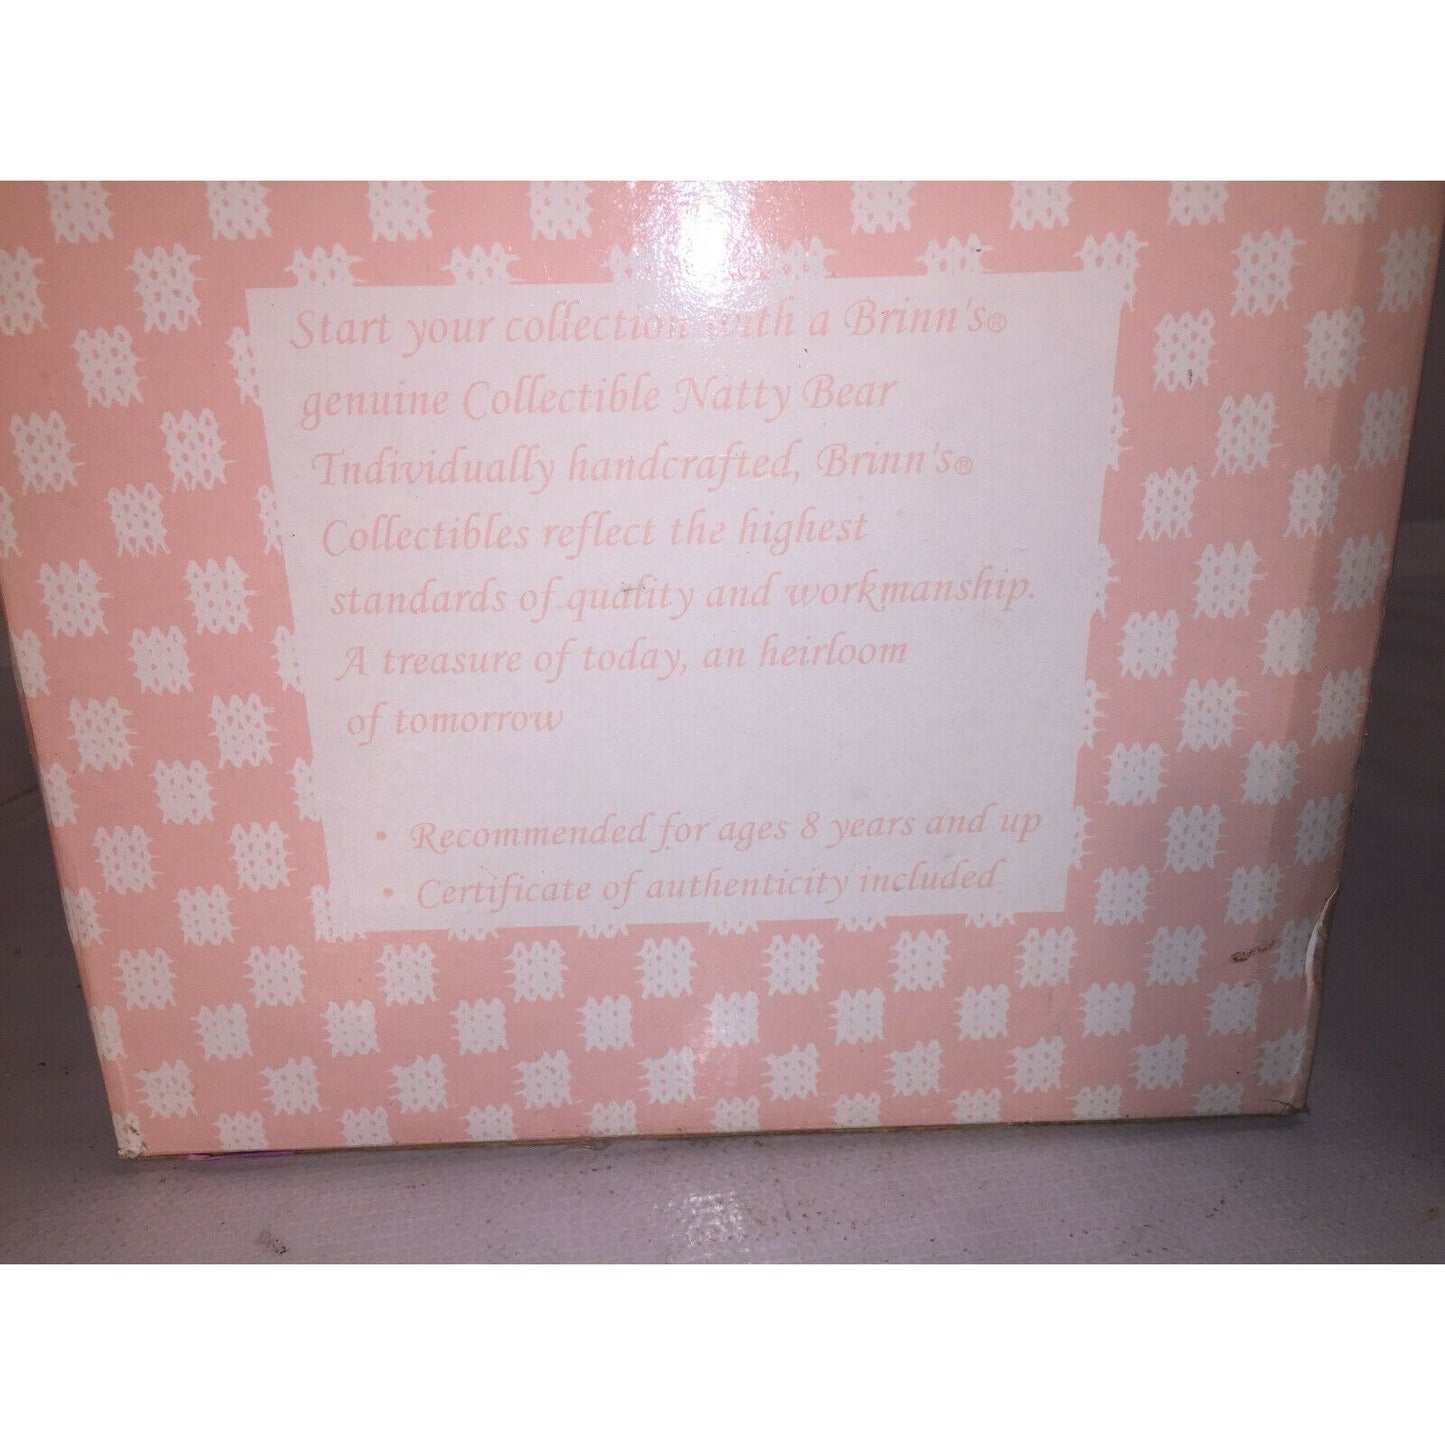 Start your collection with a Brinn's®
genuine Collectible Natty Bear
Individually handcrafted, Brinn's®
Collectibles reflect the highest
standards of quality and workmanship.
A treasure of today, an heirloom
of tomorrow
• Recommended for ages 8 years and up
• Certificate of authenticity included